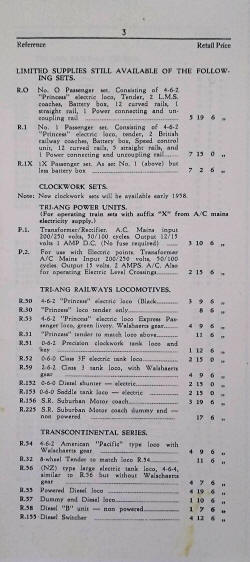 3
Reference Retail Price
LIMITED SUPPLIES STILL AVAILABLE OF THE FOLLOW-
ING SETS.
R.O No. O Passenger set. Consisting of 4-6-2
"Princess" electric loco, Tender, 2 L.M.S.
coaches, Battery box, 12 curved rails, 1
straight rail, 1 Power connecting and un-
coupling rail 5 19 6 „
R.1 No. 1 Passenger set. Consisting of 4-6-2
"Princess" electric loco, tender, 2 British
railway coaches, Battery box, Speed control
unit, 12 curved rails, 5 straight rails, and
1 Power connecting and uncoupling rail 7 15 0 „
R.1X 1X Passenger set. As set No. 1 (above) but
less battery box 7 2 6 „
CLOCKWORK SETS.
Note: New clockwork sets will be available early 1958.
TRI-ANG POWER UNITS.
(For operating train sets with suffix "X" from A/C mains
electricity supply.)
P.1. Transformer/Rectifier. A.C. Mains input
200/250 volts, 50/100 cycles. Output 12/15
volts 1 AMP D.C. (No fuse required) 3 10 6 „
P.2. For use with Electric points. Transformer
A/C Mains Input 200/250 volts, 50/100
cycles. Output 15 volts, 2 AMPS. A/C. Also
for operating Electric Level Crossings 2 15 6 „
TRI-ANG RAILWAYS LOCOMOTIVES.
R.50 4-6-2 "Princess" electric loco (Black 3 9 6 „
R.30 "Princess" loco tender only 8 6 „
R.53 4-6-2 "Princess" electric loco Express Pas-
senger loco, green livery. Walshaerts gear 4 9 6 „
R.31 "Princess" tender to match loco above 11 6 „
R.51 0-6-2 Precision clockwork tank loco and
key 1 12 6 „
R.52 0-6-0 Class 3F electric tank loco 2 15 0 „
R.59 2-6-2 Class 3 tank loco, with Walshaerts
gear 4 9 6 „
R.152 0-6-0 Diesel shunter — electric 2 15 0 „
R.153 0-6-0 Saddle tank loco — electric 2 15 0 „
R.156 S.R. Suburban Motor coach 3 19 6 „
R.225 S.R. Suburban Motor coach dummy end —
non powered 17 6 „
TRANSCONTINENTAL SERIES.
R.54 4-6-2 American "Pacific" type loco with
Walschaerts gear 4 9 6 „
R.32 8-wheel Tender to match loco R.54 11 6 „
R.56 (NZ) type large electric tank loco, 4-6-4,
similar to R.56 but without Walschaerts
gear 4 7 6 „
R.55 Powered Diesel loco 4 19 6 „
R.57 Dummy end Diesel loco 1 10 6 „
R.58 Diesel "B" unit — non powered 1 7 6 „
R.155 Diesel Switcher 4 12 6 „